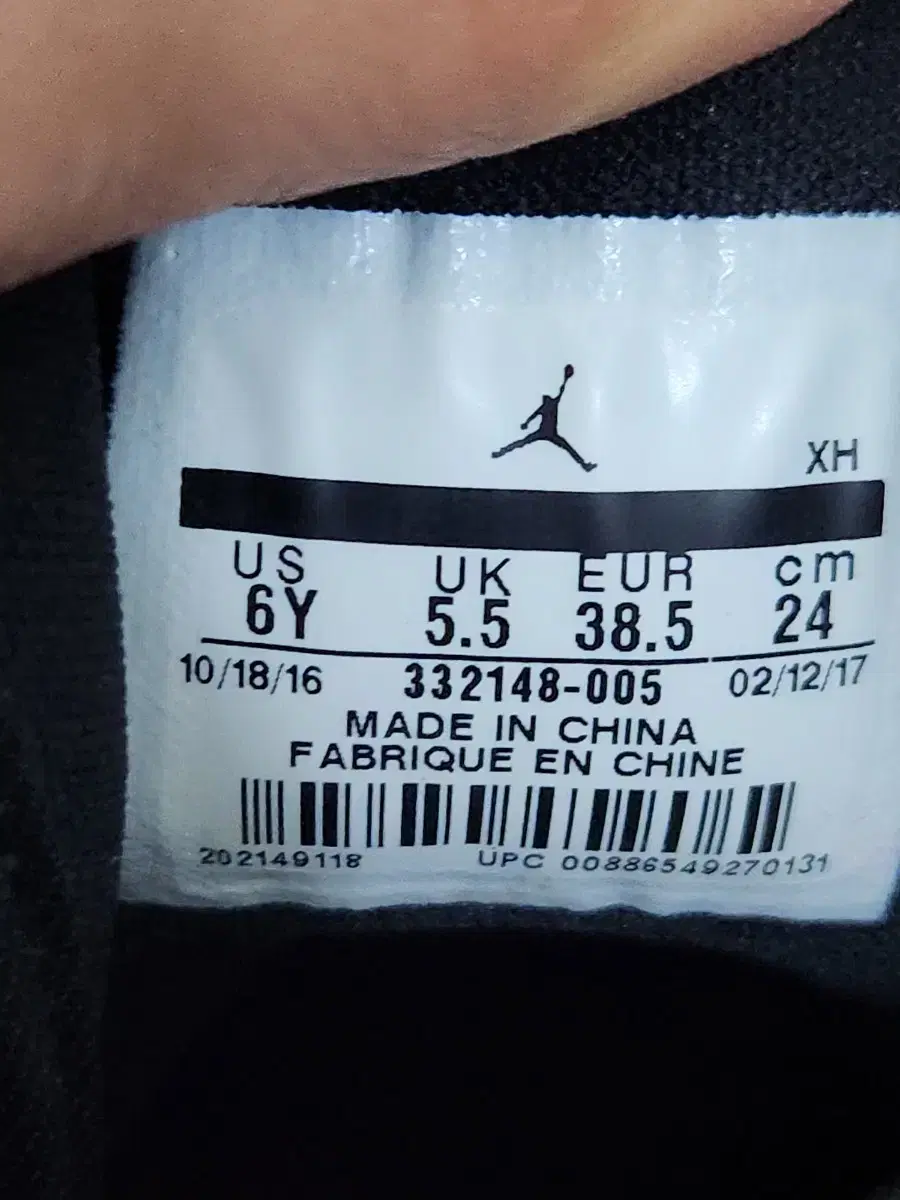 XH
US UK EUR cm
6Y 5.5 38.5 24
10/18/16 332148-005 02/12/17
MADE IN CHINA
FABRIQUE EN CHINE
202149118 UPC 00886549270131